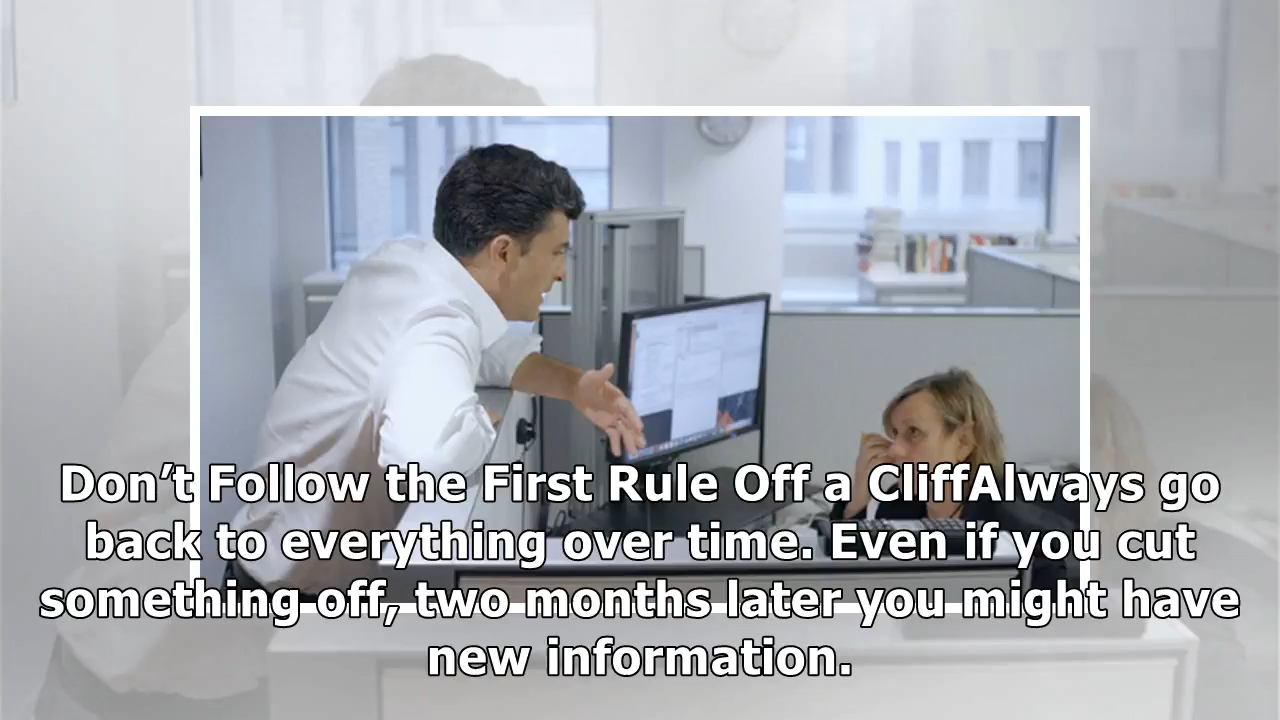 Don’t Follow the First Rule Off a CliffAlways go
back to everything over time. Even if you cut
something off, two months later you might have
new information.